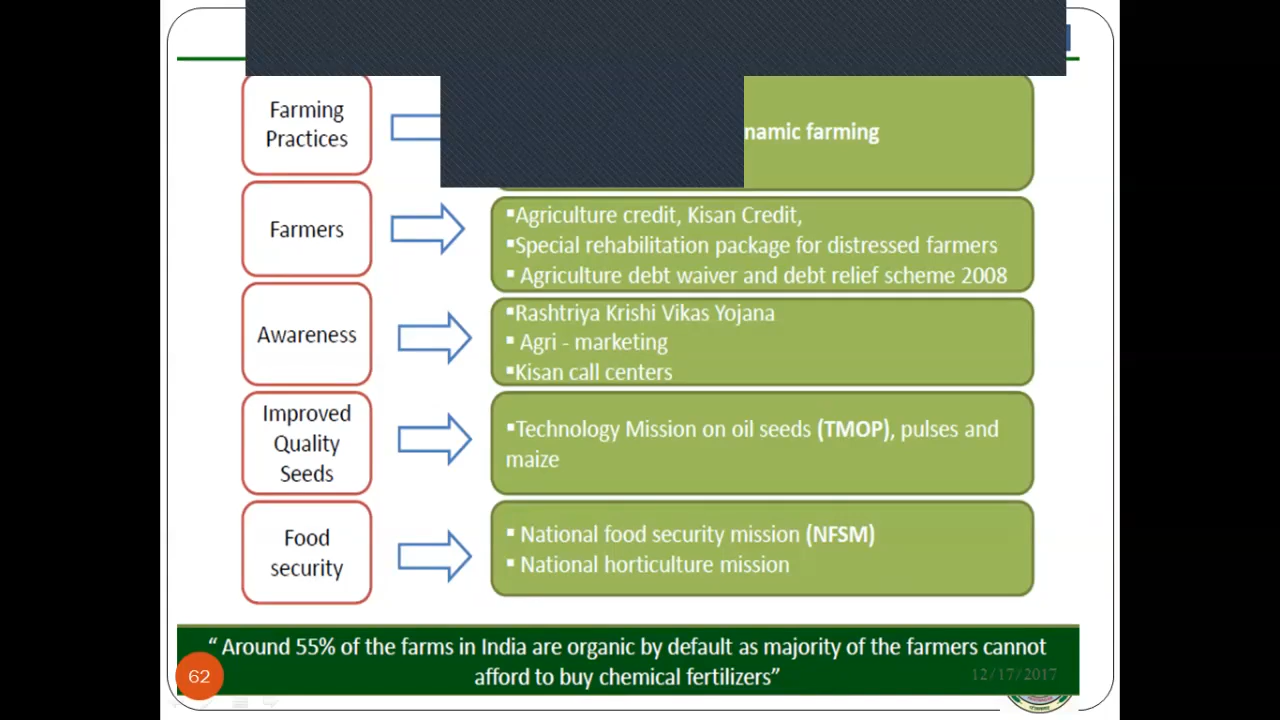 Farming
Practices
farming
Farmers
▪Agriculture credit, Kisan Credit,
▪Special rehabilitation package for distressed farmers
▪ Agriculture debt waiver and debt relief scheme 2008
Awareness
▪Rashtriya Krishi Vikas Yojana
▪ Agri - marketing
▪Kisan call centers
Improved
Quality
Seeds
▪Technology Mission on oil seeds (TMOP), pulses and
maize
Food
security
▪ National food security mission (NFSM)
▪ National horticulture mission
“ Around 55% of the farms in India are organic by default as majority of the farmers cannot
afford to buy chemical fertilizers”
62
12/17/2017